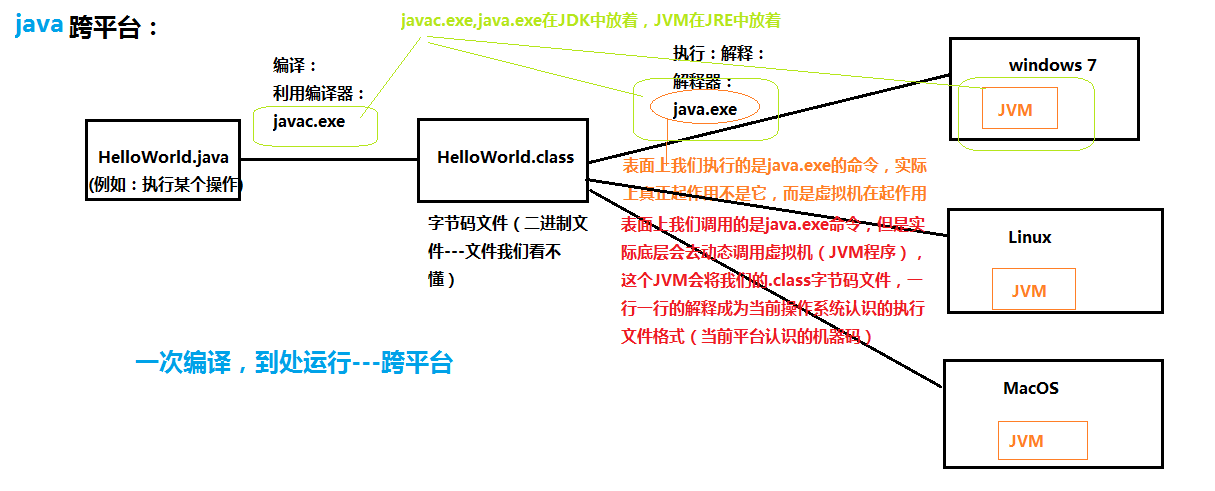 java 跨平台：
javac.exe,java.exe在JDK中放着，JVM在JRE中放着
编译：
利用编译器：
javac.exe
执行：解释：
解释器：
java.exe
HelloWorld.java
(例如：执行某个操作)
HelloWorld.class
字节码文件（二进制文
件---文件我们看不
懂）
表面上我们执行的是java.exe的命令，实际
上真正起作用不是它，而是虚拟机在起作用
表面上我们调用的是java.exe命令，但是实
际底层会去动态调用虚拟机（JVM程序），
这个JVM会将我们的.class字节码文件，一
行一行的解释成为当前操作系统认识的执行
文件格式（当前平台认识的机器码）
windows 7
JVM
Linux
JVM
MacOS
JVM
一次编译，到处运行---跨平台